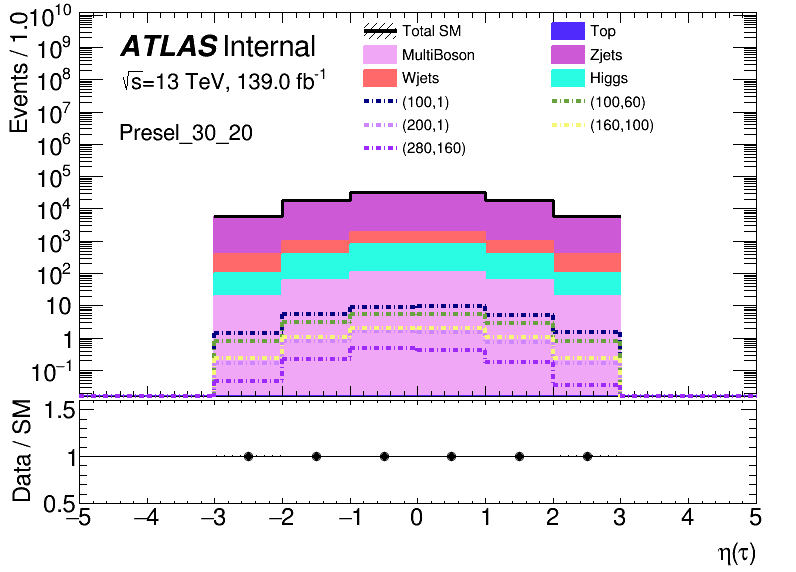 ATLAS Internal
√s=13 TeV, 139.0 fb⁻¹
Presel_30_20
Total SM
Top
MultiBoson
Zjets
Wjets
Higgs
(100,1)
(100,60)
(200,1)
(160,100)
(280,160)
Events / 1.0
10¹⁰
10⁹
10⁸
10⁷
10⁶
10⁵
10⁴
10³
10²
10
1
10⁻¹
Data / SM
1.5
1
0.5
−5 −4 −3 −2 −1 0 1 2 3 4 5
η(τ)